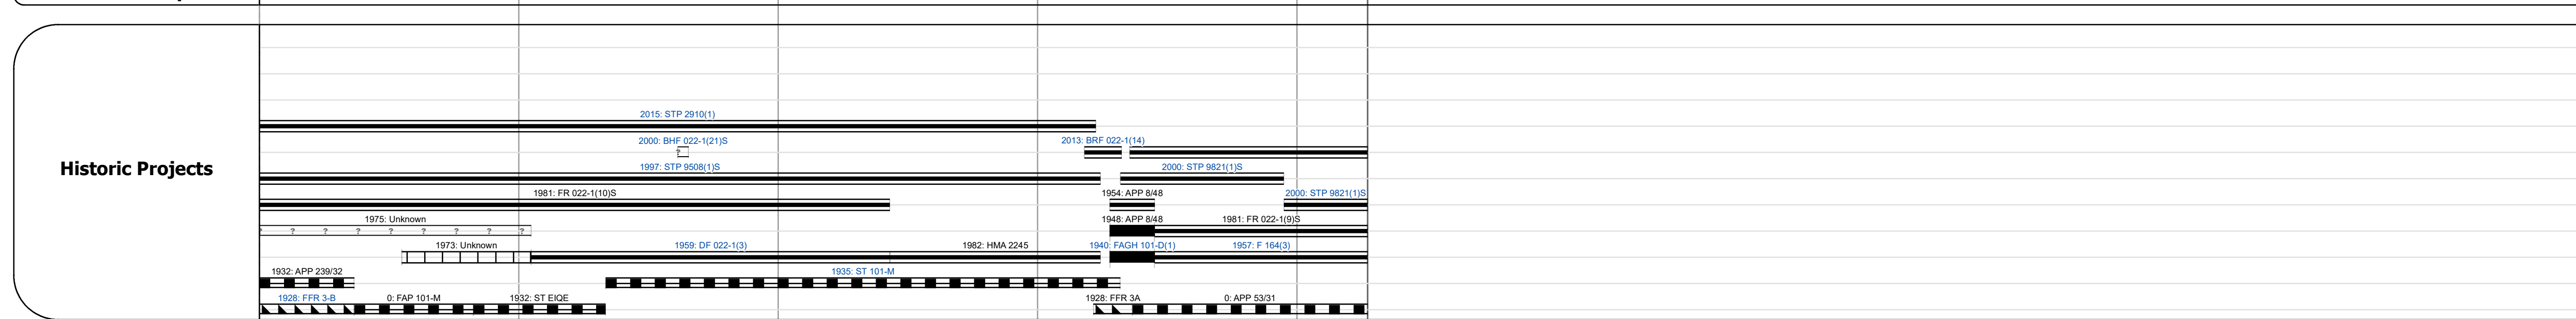 Historic Projects
2015: STP 2910(1)
2000: BHF 022-1(21)S
2013: BRF 022-1(14)
?
1997: STP 9508(1)S
2000: STP 9821(1)S
1981: FR 022-1(10)S
1954: APP 8/48
2000: STP 9821(1)S
1975: Unknown
1948: APP 8/48
1981: FR 022-1(9)S
? ? ? ? ? ? ? ? ?
1973: Unknown
1959: DF 022-1(3)
1982: HMA 2245
1940: FAGH 101-D(1)
1957: F 164(3)
1932: APP 239/32
1935: ST 101-M
1928: FFR 3-B
0: FAP 101-M
1932: ST EIQE
1928: FFR 3A
0: APP 53/31